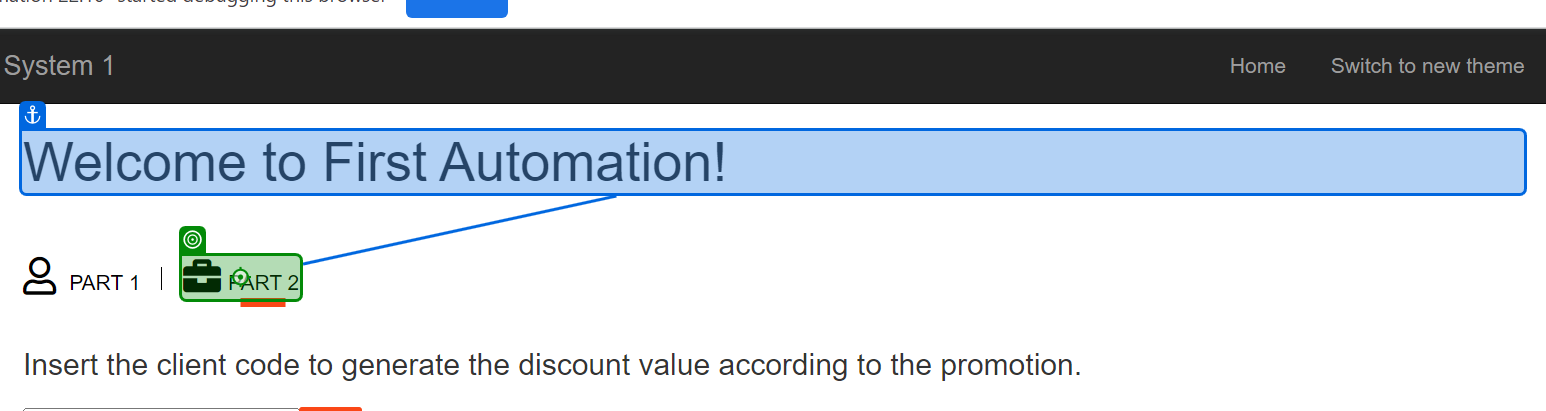 started debugging this browser
System 1
Home
Switch to new theme
Welcome to First Automation!
PART 1
PART 2
Insert the client code to generate the discount value according to the promotion.